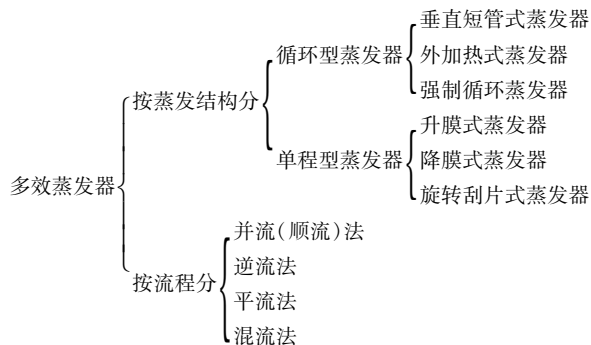 多效蒸发器
按蒸发结构分
循环型蒸发器
垂直短管式蒸发器
外加热式蒸发器
强制循环蒸发器
单程型蒸发器
升膜式蒸发器
降膜式蒸发器
旋转刮片式蒸发器
按流程分
并流(顺流)法
逆流法
平流法
混流法